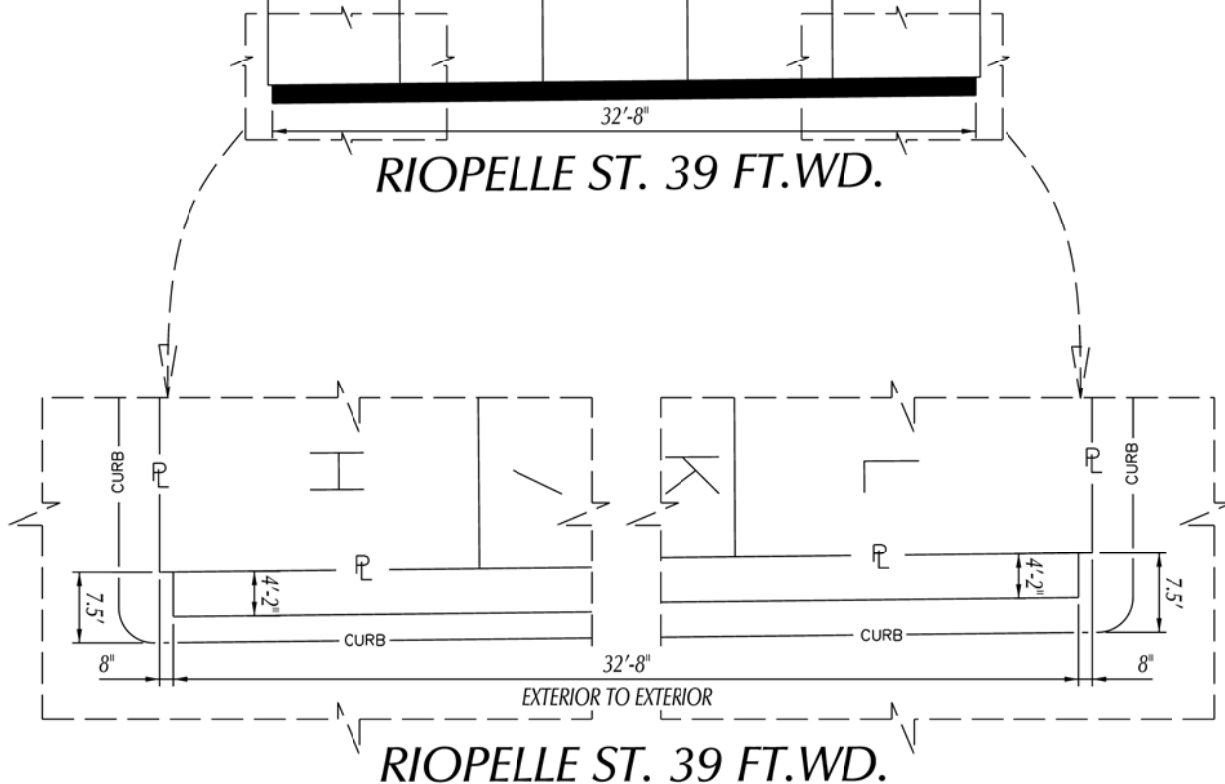 32'-8"
RIOPELLE ST. 39 FT.WD.
CURB
PL
H
K
L
PL
CURB
PL
PL
7.5'
4'-2"
4'-2"
7.5'
CURB
CURB
8"
32'-8"
8"
EXTERIOR TO EXTERIOR
RIOPELLE ST. 39 FT.WD.